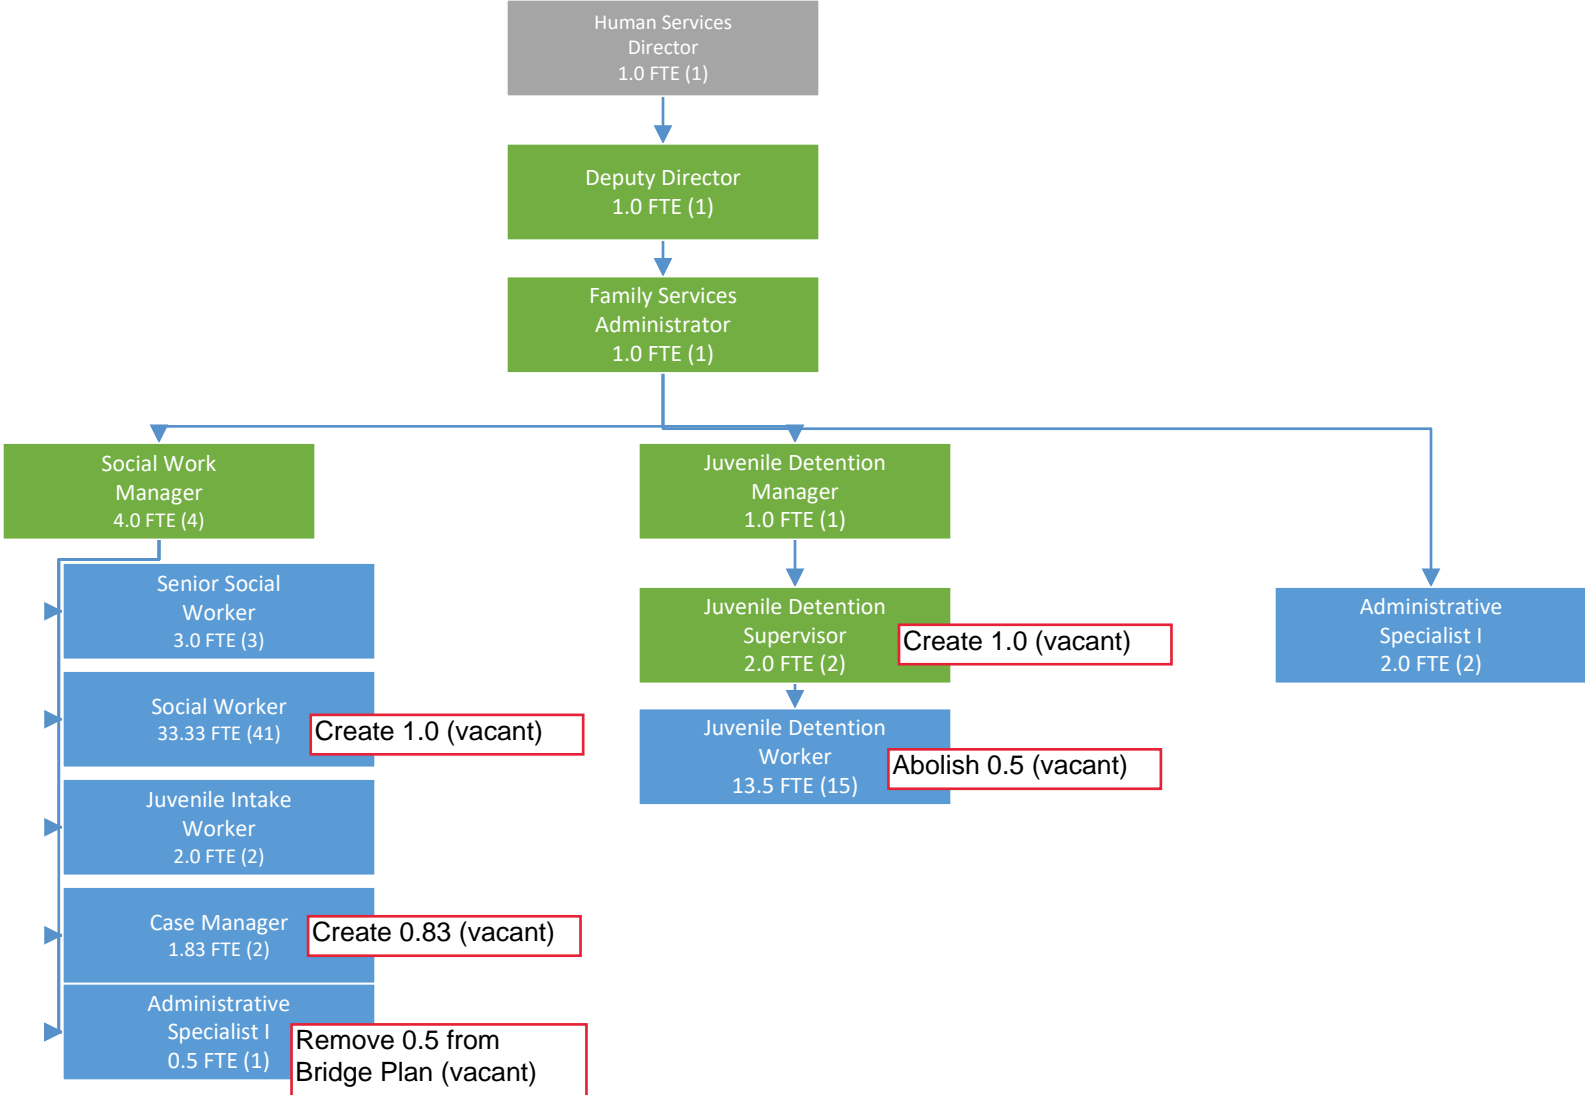 Human Services
Director
1.0 FTE (1)
Deputy Director
1.0 FTE (1)
Family Services
Administrator
1.0 FTE (1)
Social Work
Manager
4.0 FTE (4)
Senior Social
Worker
3.0 FTE (3)
Social Worker
33.33 FTE (41)
Create 1.0 (vacant)
Juvenile Intake
Worker
2.0 FTE (2)
Case Manager
1.83 FTE (2)
Create 0.83 (vacant)
Administrative
Specialist I
0.5 FTE (1)
Remove 0.5 from
Bridge Plan (vacant)
Juvenile Detention
Manager
1.0 FTE (1)
Juvenile Detention
Supervisor
2.0 FTE (2)
Create 1.0 (vacant)
Juvenile Detention
Worker
13.5 FTE (15)
Abolish 0.5 (vacant)
Administrative
Specialist I
2.0 FTE (2)